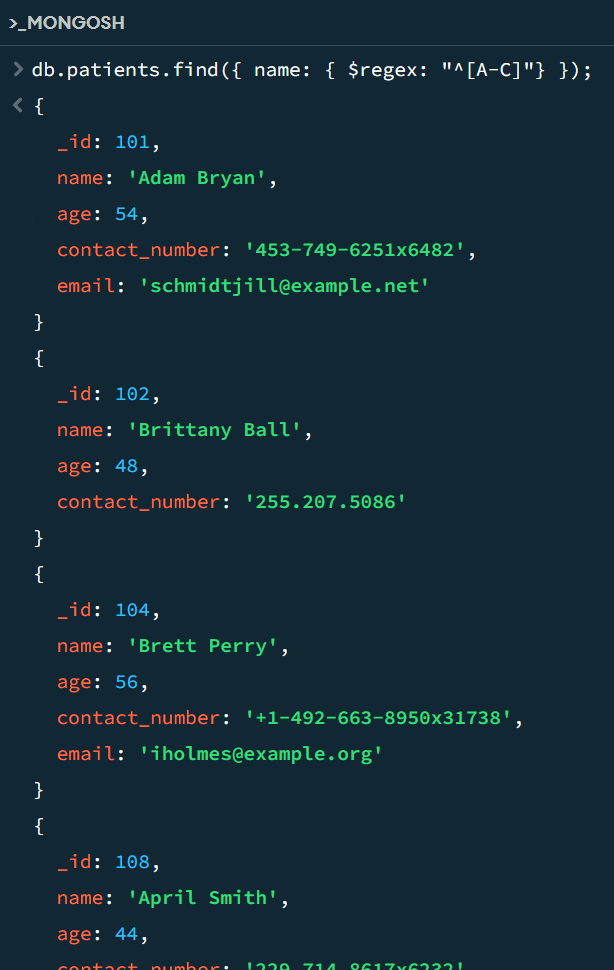 >_MONGOSH
> db.patients.find({ name: { $regex: "^[A-C]"} });
< {
_id: 101,
name: 'Adam Bryan',
age: 54,
contact_number: '453-749-6251x6482',
email: 'schmidtjill@example.net'
}
{
_id: 102,
name: 'Brittany Ball',
age: 48,
contact_number: '255.207.5086'
}
{
_id: 104,
name: 'Brett Perry',
age: 56,
contact_number: '+1-492-663-8950x31738',
email: 'iholmes@example.org'
}
{
_id: 108,
name: 'April Smith',
age: 44,
contact_number: